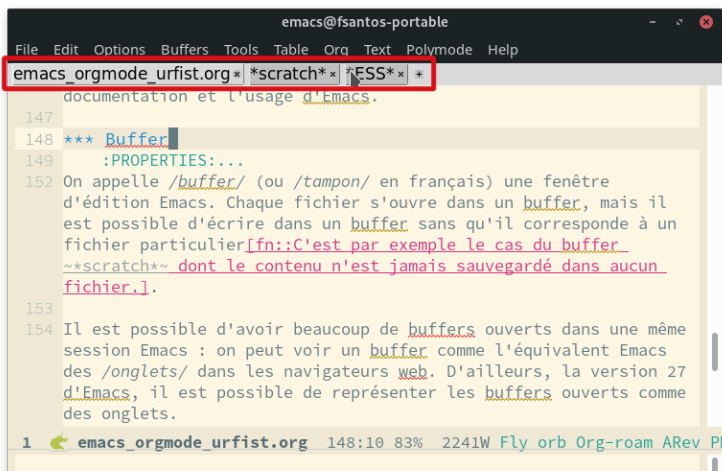 emacs@fsantos-portable
File Edit Options Buffers Tools Table Org Text Polymode Help
emacs_orgmode_urfist.org× *scratch*× *ESS*× +
documentation et l'usage d'Emacs.
147
148 *** Buffer
149 :PROPERTIES:...
152 On appelle /buffer/ (ou /tampon/ en français) une fenêtre
d'édition Emacs. Chaque fichier s'ouvre dans un buffer, mais il
est possible d'écrire dans un buffer sans qu'il corresponde à un
fichier particulier[fn::C'est par exemple le cas du buffer
~*scratch*~ dont le contenu n'est jamais sauvegardé dans aucun
fichier.].
153
154 Il est possible d'avoir beaucoup de buffers ouverts dans une même
session Emacs : on peut voir un buffer comme l'équivalent Emacs
des /onglets/ dans les navigateurs web. D'ailleurs, la version 27
d'Emacs, il est possible de représenter les buffers ouverts comme
des onglets.
1 emacs_orgmode_urfist.org 148:10 83% 2241W Fly orb Org-roam ARev